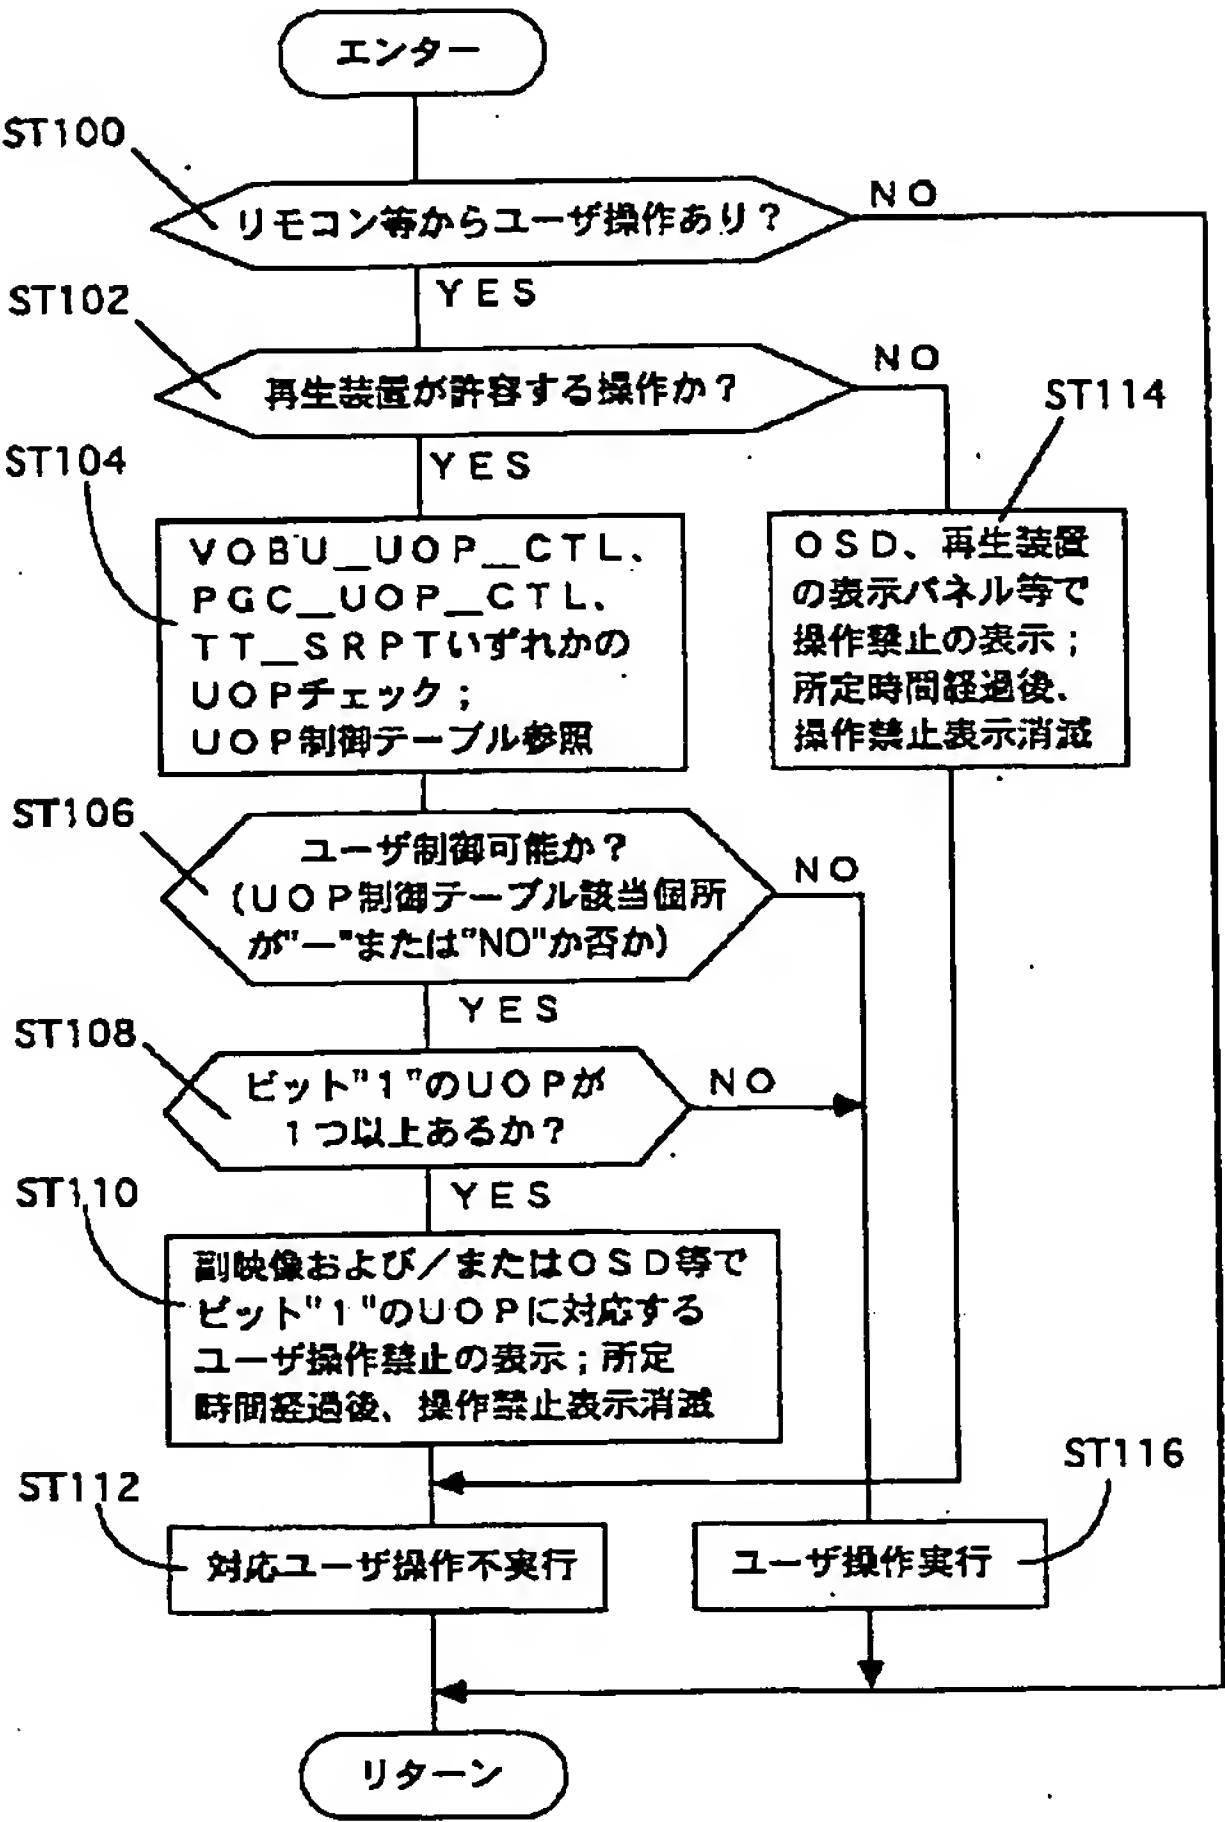 エンター
ST100
リモコン等からユーザ操作あり?
NO
YES
ST102
再生装置が許容する操作か?
NO
ST114
YES
ST104
VOBU_UOP_CTL、
PGC_UOP_CTL、
TT_SRPTいずれかの
UOPチェック;
UOP制御テーブル参照
OSD、再生装置
の表示パネル等で
操作禁止の表示;
所定時間経過後、
操作禁止表示消滅
ST106
ユーザ制御可能か?
(UOP制御テーブル該当個所
が"ー"または"NO"か否か)
NO
YES
ST108
ビット"1"のUOPが
1つ以上あるか?
NO
YES
ST110
副映像および/またはOSD等で
ビット"1"のUOPに対応する
ユーザ操作禁止の表示;所定
時間経過後、操作禁止表示消滅
ST112
対応ユーザ操作不実行
ST116
ユーザ操作実行
リターン